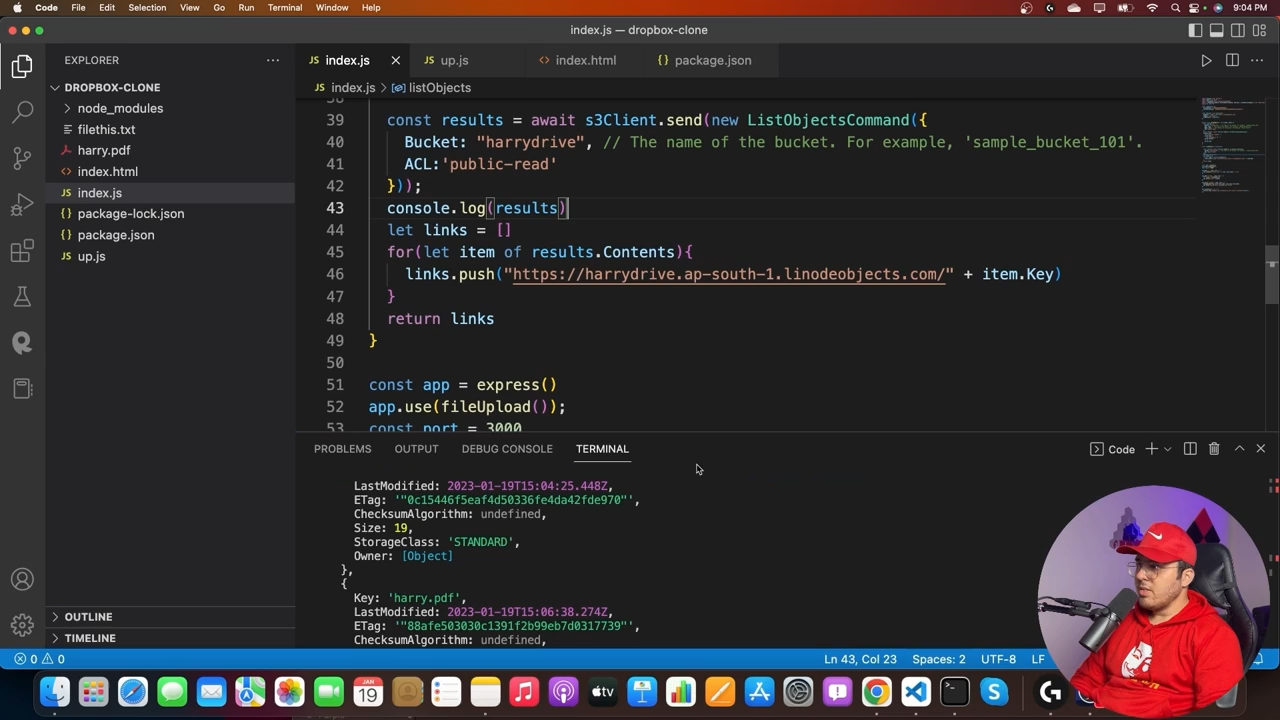 Code File Edit Selection View Go Run Terminal Window Help 9:04 PM
index.js — dropbox-clone
EXPLORER
DROPBOX-CLONE
node_modules
filethis.txt
harry.pdf
index.html
index.js
package-lock.json
package.json
up.js
OUTLINE
TIMELINE
index.js up.js index.html package.json
index.js > listObjects
39 const results = await s3Client.send(new ListObjectsCommand({
40 Bucket: "harrydrive", // The name of the bucket. For example, 'sample_bucket_101'.
41 ACL:'public-read'
42 }));
43 console.log(results)
44 let links = []
45 for(let item of results.Contents){
46 links.push("https://harrydrive.ap-south-1.linodeobjects.com/" + item.Key)
47 }
48 return links
49 }
50
51 const app = express()
52 app.use(fileUpload());
53 const port = 3000
PROBLEMS OUTPUT DEBUG CONSOLE TERMINAL Code
LastModified: 2023-01-19T15:04:25.448Z,
ETag: '"0c15446f5eaf4d50336fe4da42fde970"',
ChecksumAlgorithm: undefined,
Size: 19,
StorageClass: 'STANDARD',
Owner: [Object]
},
{
Key: 'harry.pdf',
LastModified: 2023-01-19T15:06:38.274Z,
ETag: '"88afe503030c1391f2b99eb7d0317739"',
ChecksumAlgorithm: undefined,
0 0 Ln 43, Col 23 Spaces: 2 UTF-8 LF
JAN
19
tv